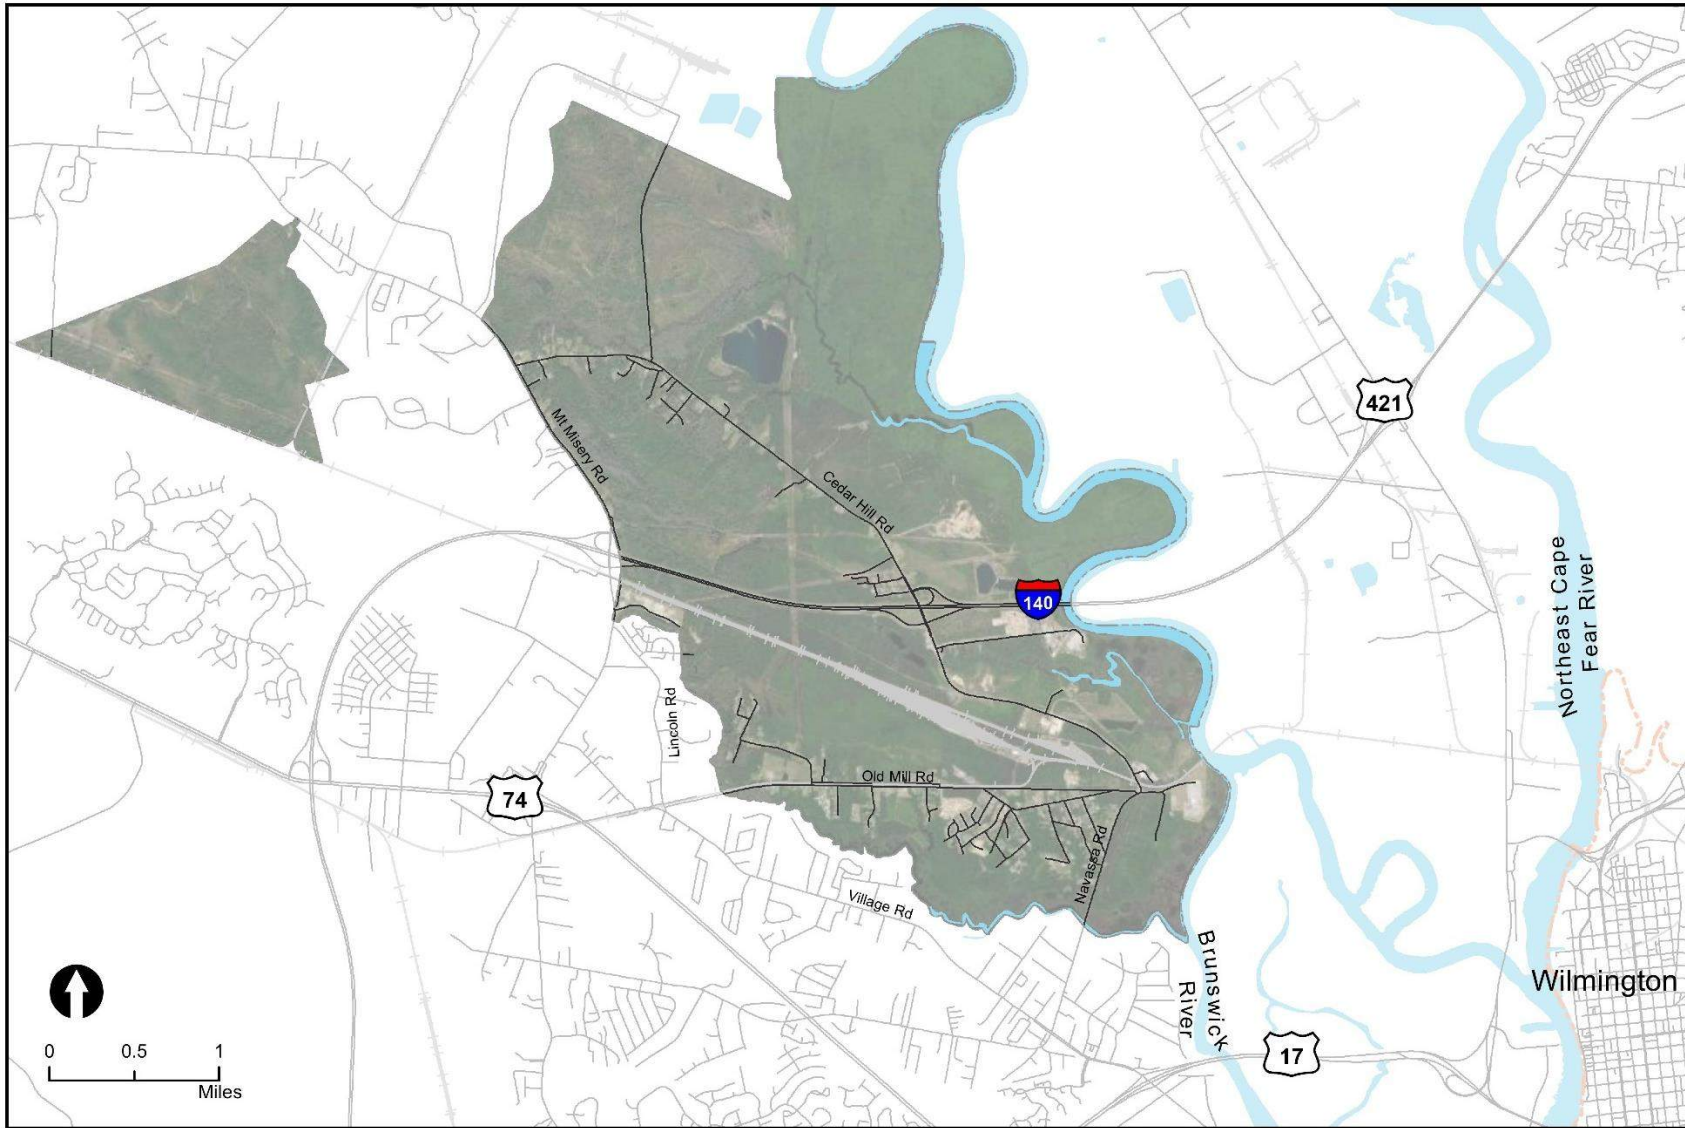 421
Mt Misery Rd
Cedar Hill Rd
Northeast Cape
Fear River
140
Lincoln Rd
Old Mill Rd
74
Navassa Rd
Village Rd
Brunswick
River
Wilmington
17
0 0.5 1
Miles